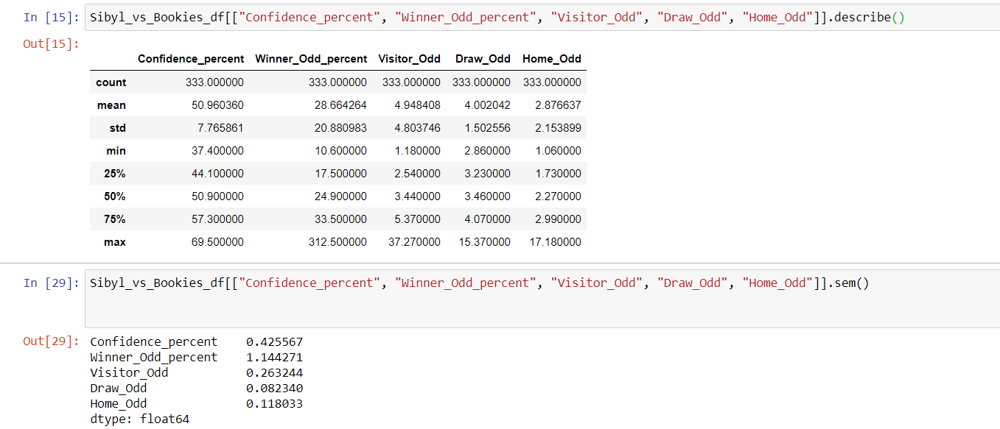 In [15]: Sibyl_vs_Bookies_df[["Confidence_percent", "Winner_Odd_percent", "Visitor_Odd", "Draw_Odd", "Home_Odd"]].describe()
Out[15]:
Confidence_percent Winner_Odd_percent Visitor_Odd Draw_Odd Home_Odd
count 333.000000 333.000000 333.000000 333.000000 333.000000
mean 50.960360 28.664264 4.948408 4.002042 2.876637
std 7.765861 20.880983 4.803746 1.502556 2.153899
min 37.400000 10.600000 1.180000 2.860000 1.060000
25% 44.100000 17.500000 2.540000 3.230000 1.730000
50% 50.900000 24.900000 3.440000 3.460000 2.270000
75% 57.300000 33.500000 5.370000 4.070000 2.990000
max 69.500000 312.500000 37.270000 15.370000 17.180000
In [29]: Sibyl_vs_Bookies_df[["Confidence_percent", "Winner_Odd_percent", "Visitor_Odd", "Draw_Odd", "Home_Odd"]].sem()
Out[29]: Confidence_percent 0.425567
Winner_Odd_percent 1.144271
Visitor_Odd 0.263244
Draw_Odd 0.082340
Home_Odd 0.118033
dtype: float64